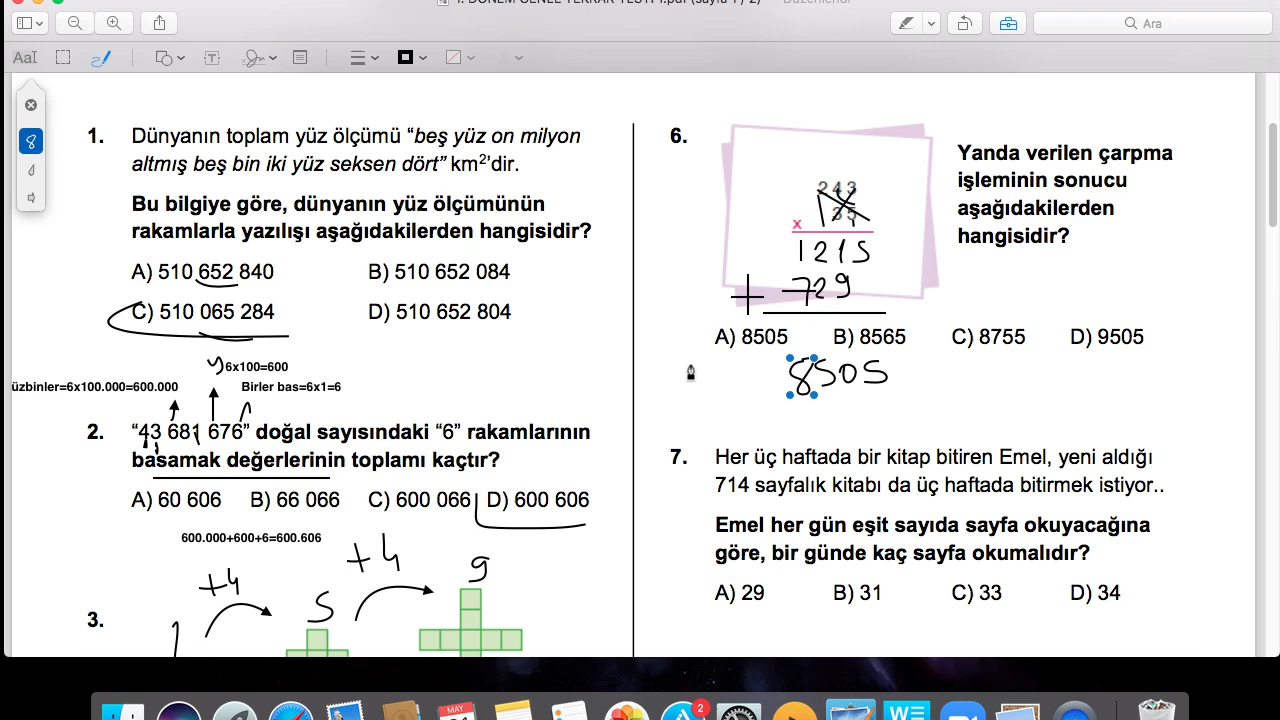 Ara
1.
Dünyanın toplam yüz ölçümü “beş yüz on milyon
altmış beş bin iki yüz seksen dört” km²’dir.
Bu bilgiye göre, dünyanın yüz ölçümünün
rakamlarla yazılışı aşağıdakilerden hangisidir?
A) 510 652 840 B) 510 652 084
C) 510 065 284 D) 510 652 804
6x100=600
üzbinler=6x100.000=600.000 Birler bas=6x1=6
2.
“43 681 676” doğal sayısındaki “6” rakamlarının
basamak değerlerinin toplamı kaçtır?
A) 60 606 B) 66 066 C) 600 066 D) 600 606
600.000+600+6=600.606
+4 +4
3.
1 5 9
6.
243
35
x
1215
+ 729
Yanda verilen çarpma
işleminin sonucu
aşağıdakilerden
hangisidir?
A) 8505 B) 8565 C) 8755 D) 9505
8505
7.
Her üç haftada bir kitap bitiren Emel, yeni aldığı
714 sayfalık kitabı da üç haftada bitirmek istiyor..
Emel her gün eşit sayıda sayfa okuyacağına
göre, bir günde kaç sayfa okumalıdır?
A) 29 B) 31 C) 33 D) 34
2